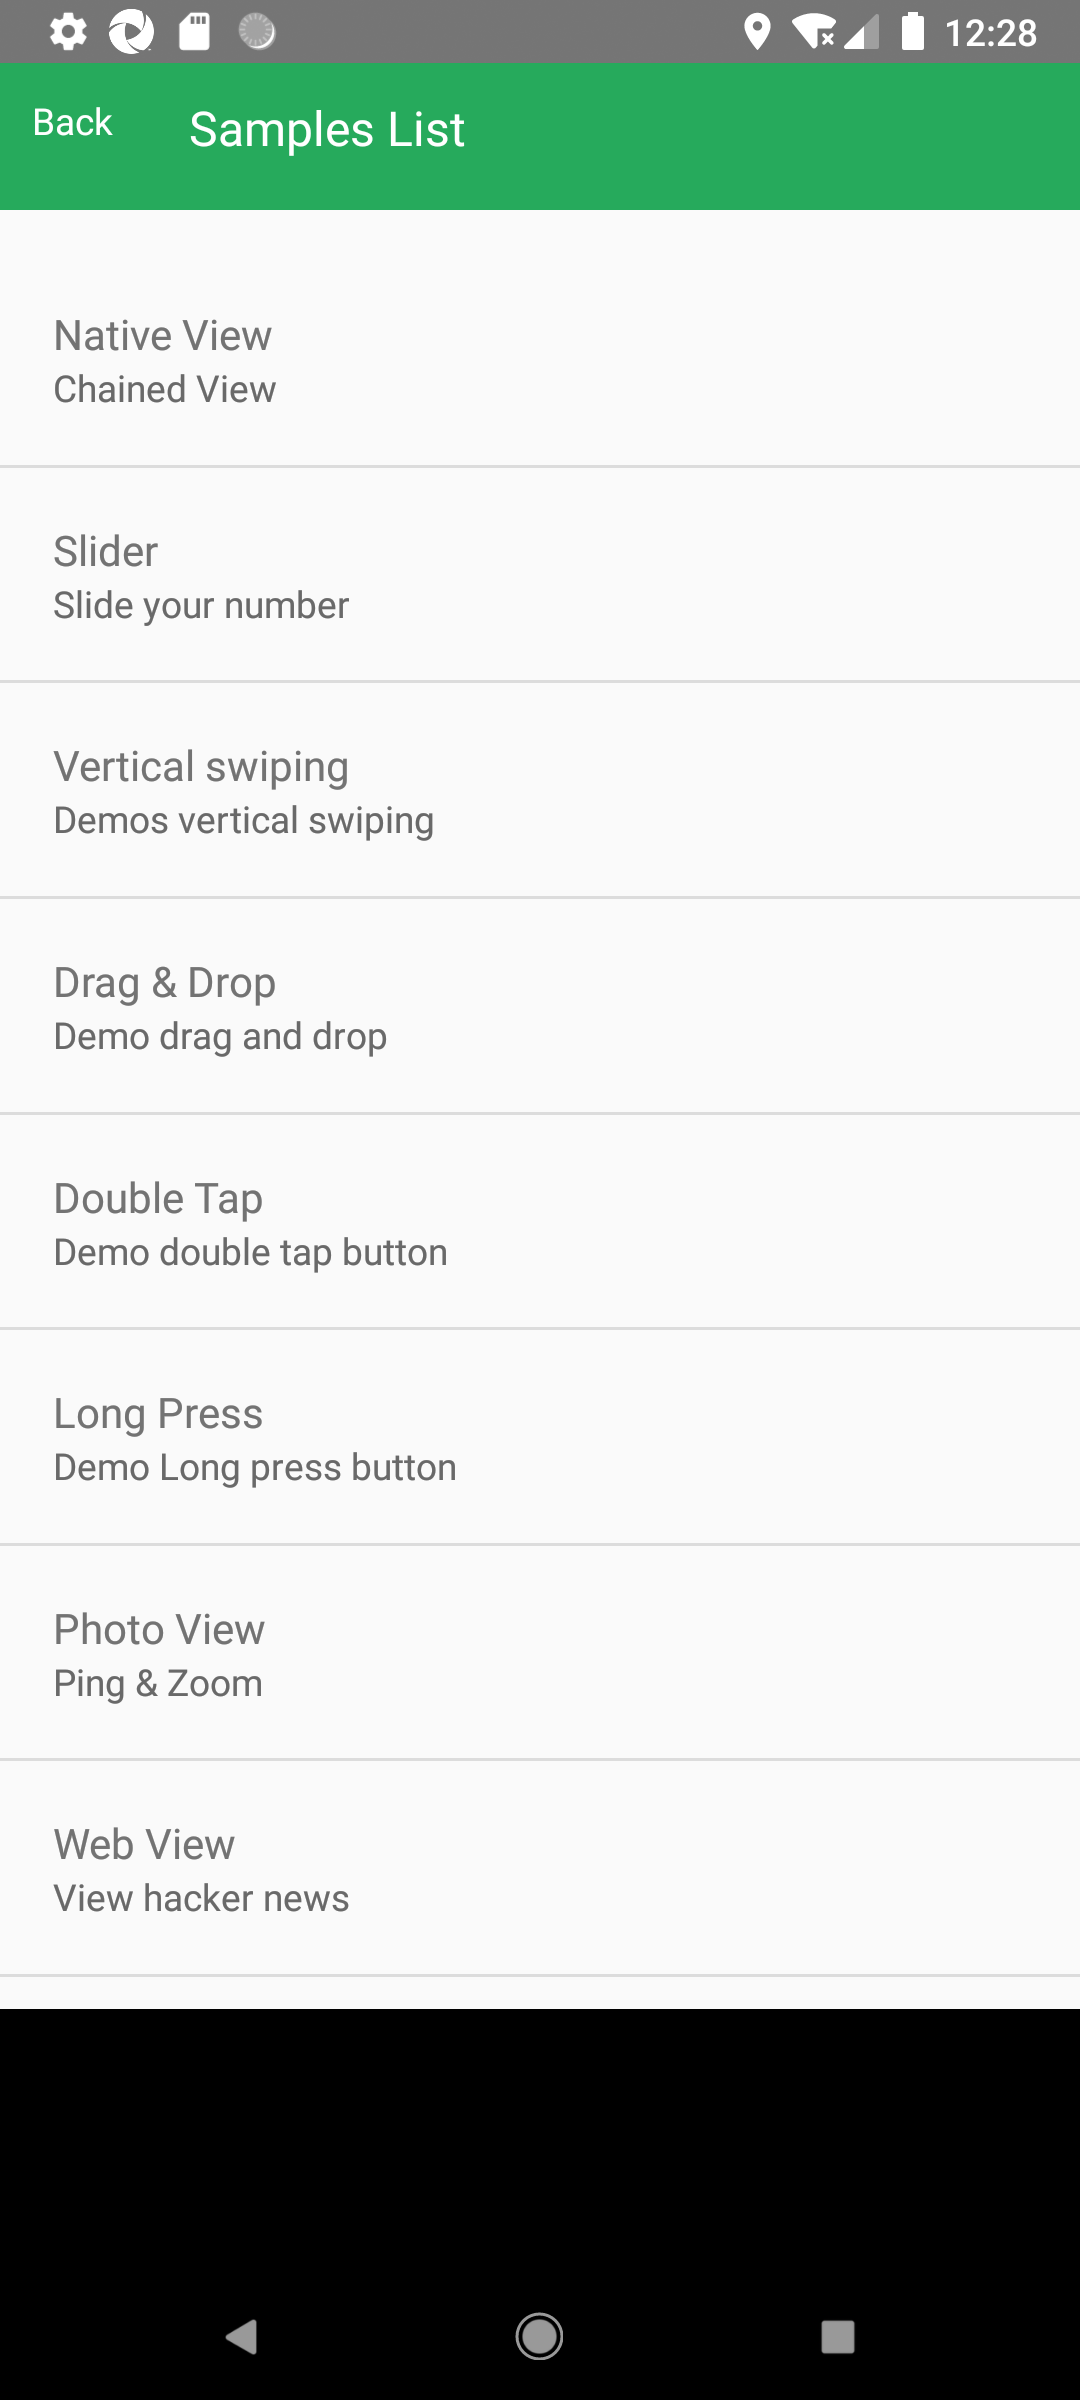 12:28
Back
Samples List
Native View
Chained View
Slider
Slide your number
Vertical swiping
Demos vertical swiping
Drag & Drop
Demo drag and drop
Double Tap
Demo double tap button
Long Press
Demo Long press button
Photo View
Ping & Zoom
Web View
View hacker news